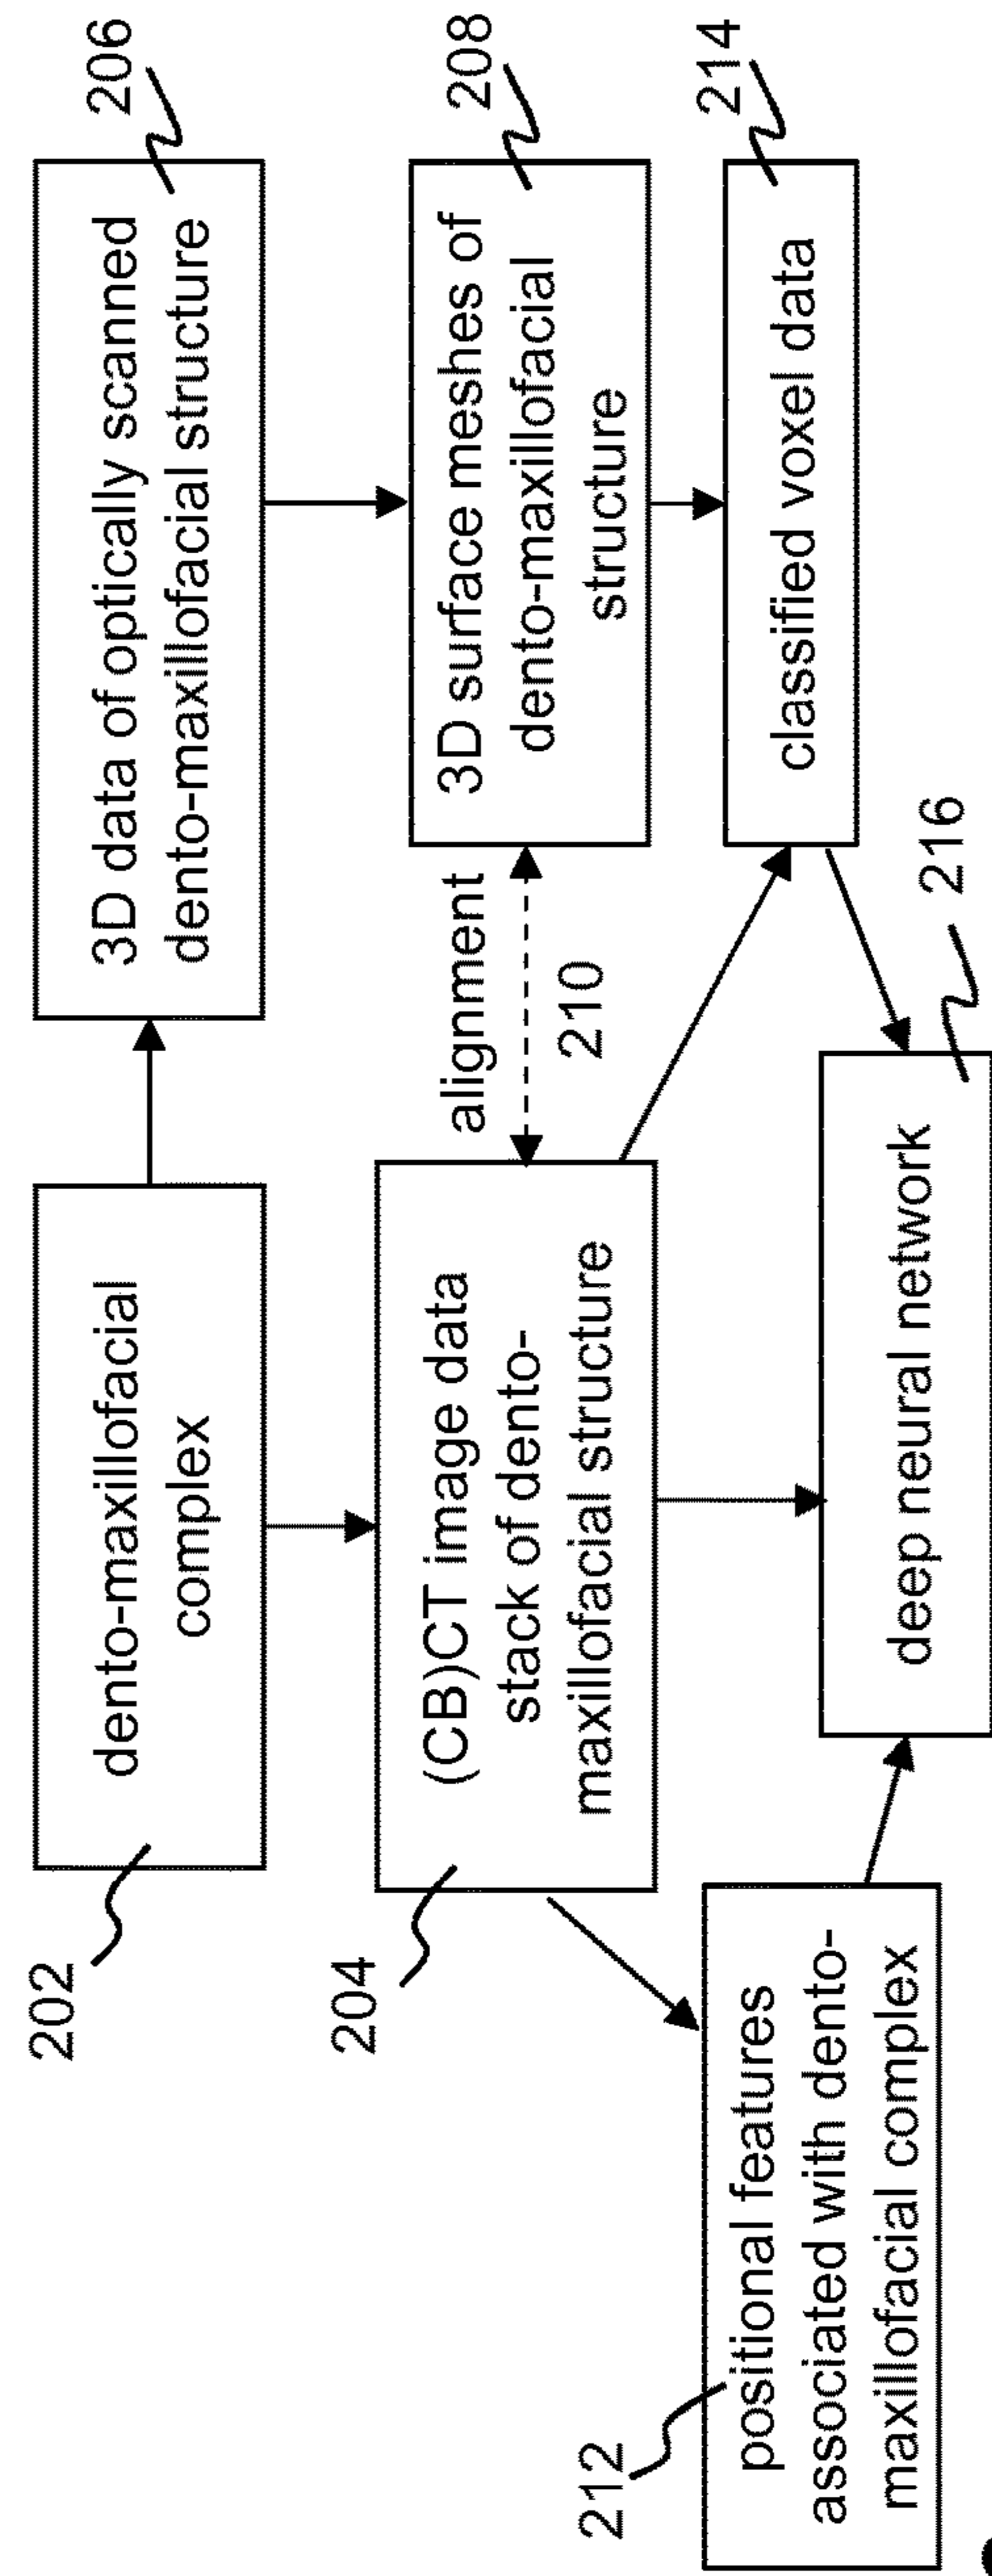 202
dento-maxillofacial
complex
3D data of optically scanned
dento-maxillofacial structure
206
204
(CB)CT image data
stack of dento-
maxillofacial structure
alignment
210
3D surface meshes of
dento-maxillofacial
structure
208
212
positional features
associated with dento-
maxillofacial complex
deep neural network
216
classified voxel data
214